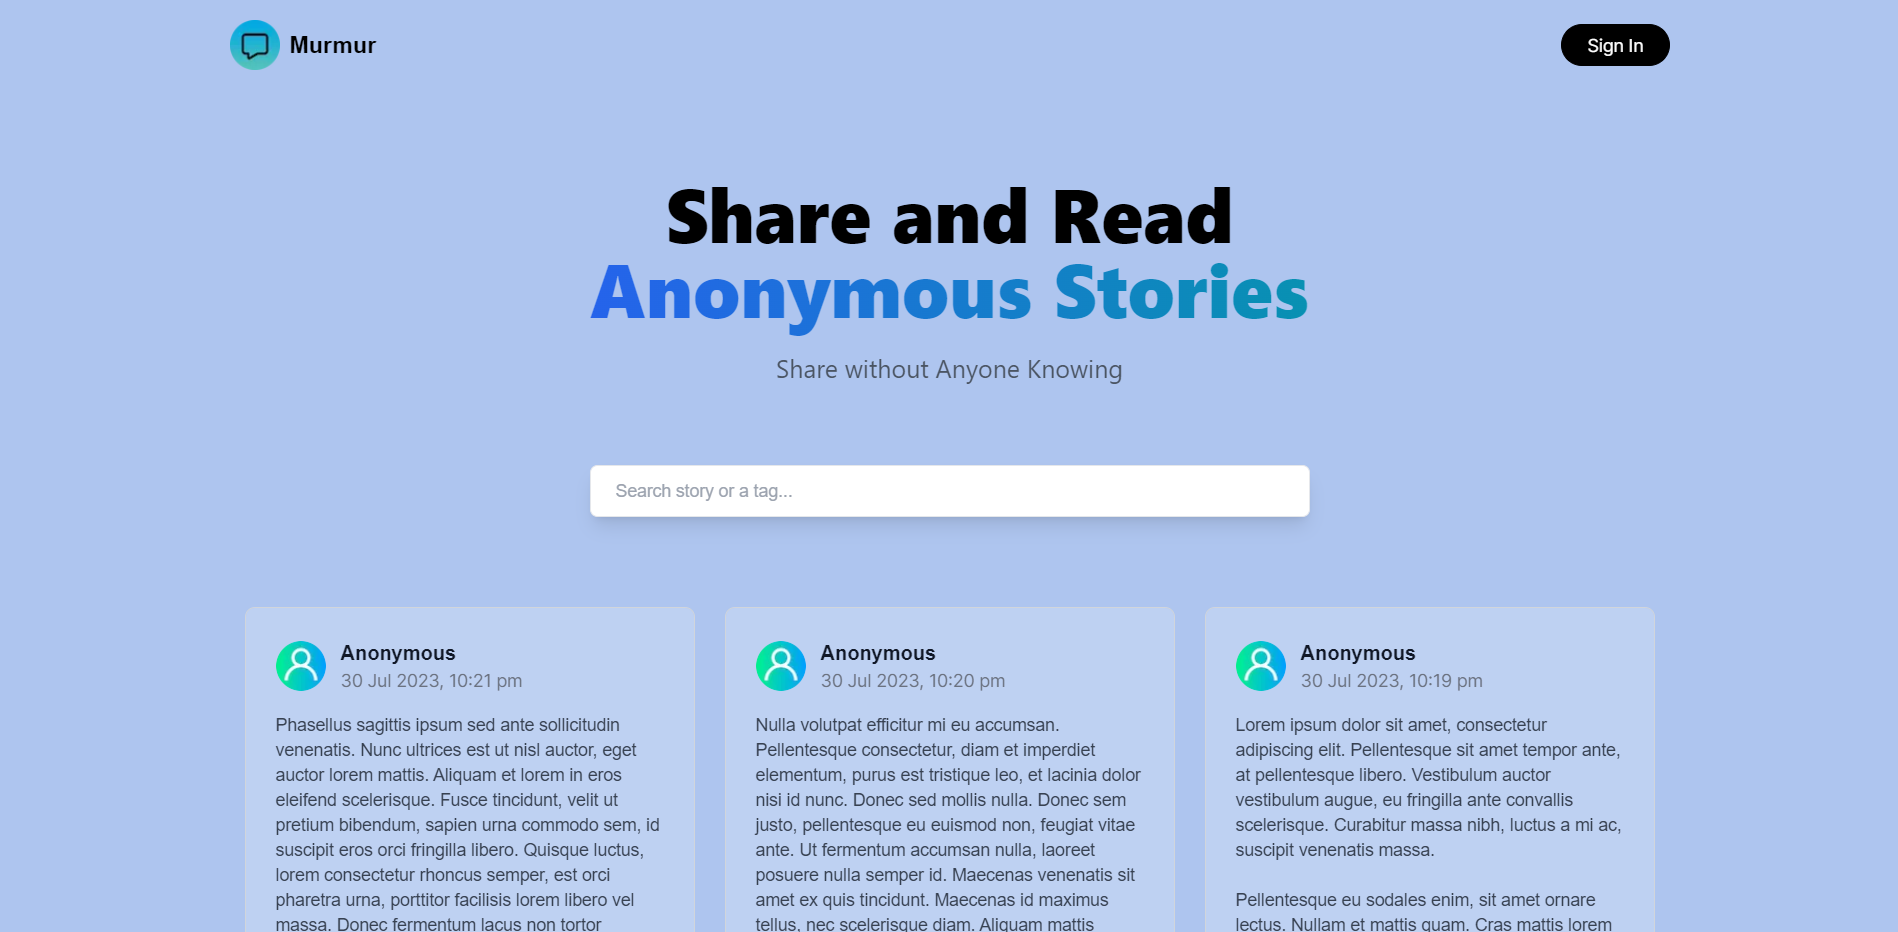 Murmur
Sign In
Share and Read
Anonymous Stories
Share without Anyone Knowing
Search story or a tag...
Anonymous
30 Jul 2023, 10:21 pm
Phasellus sagittis ipsum sed ante sollicitudin
venenatis. Nunc ultrices est ut nisl auctor, eget
auctor lorem mattis. Aliquam et lorem in eros
eleifend scelerisque. Fusce tincidunt, velit ut
pretium bibendum, sapien urna commodo sem, id
suscipit eros orci fringilla libero. Quisque luctus,
lorem consectetur rhoncus semper, est orci
pharetra urna, porttitor facilisis lorem libero vel
massa. Donec fermentum lacus non tortor
Anonymous
30 Jul 2023, 10:20 pm
Nulla volutpat efficitur mi eu accumsan.
Pellentesque consectetur, diam et imperdiet
elementum, purus est tristique leo, et lacinia dolor
nisi id nunc. Donec sed mollis nulla. Donec sem
justo, pellentesque eu euismod non, feugiat vitae
ante. Ut fermentum accumsan nulla, laoreet
posuere nulla semper id. Maecenas venenatis sit
amet ex quis tincidunt. Maecenas id maximus
tellus, nec scelerisque diam. Aliquam mattis
Anonymous
30 Jul 2023, 10:19 pm
Lorem ipsum dolor sit amet, consectetur
adipiscing elit. Pellentesque sit amet tempor ante,
at pellentesque libero. Vestibulum auctor
vestibulum augue, eu fringilla ante convallis
scelerisque. Curabitur massa nibh, luctus a mi ac,
suscipit venenatis massa.
Pellentesque eu sodales enim, sit amet ornare
lectus. Nullam et mattis quam. Cras mattis lorem